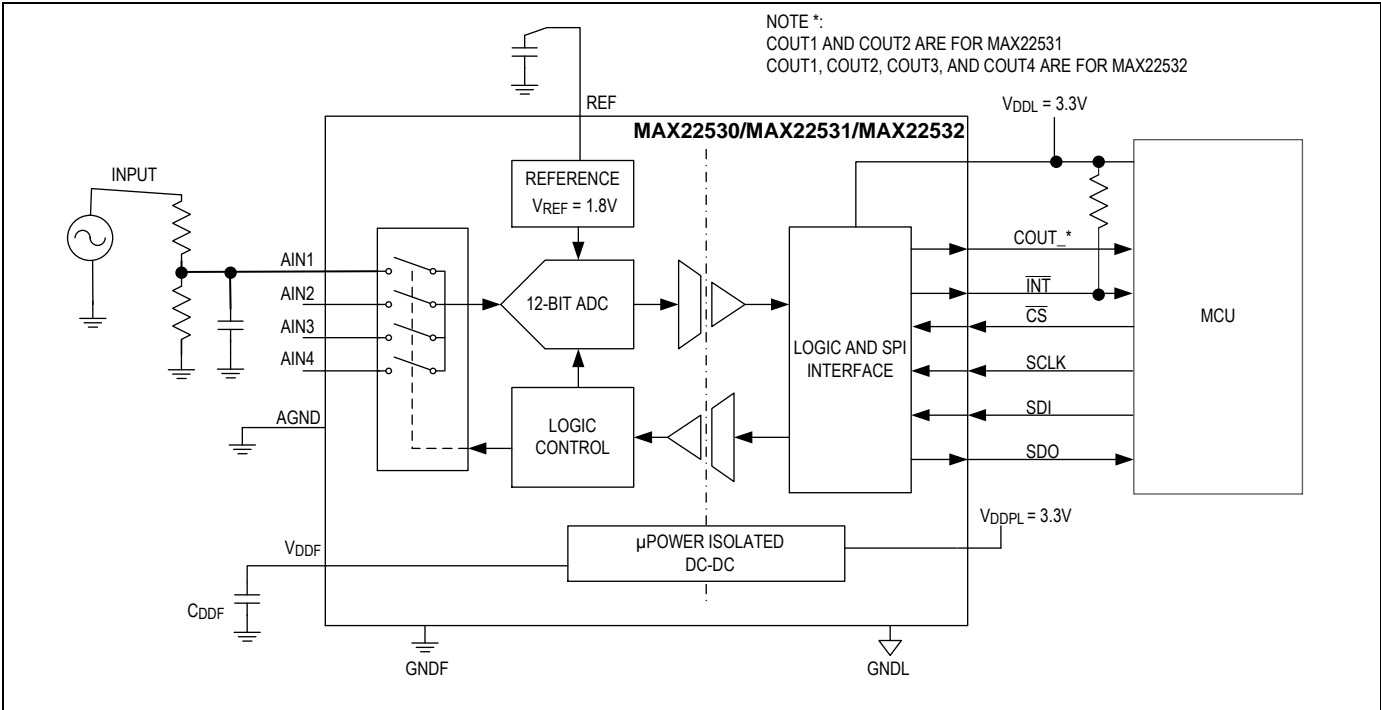 NOTE *:
COUT1 AND COUT2 ARE FOR MAX22531
COUT1, COUT2, COUT3, AND COUT4 ARE FOR MAX22532
VDDL = 3.3V
REF
MAX22530/MAX22531/MAX22532
INPUT
REFERENCE
VREF = 1.8V
AIN1
AIN2
AIN3
AIN4
12-BIT ADC
LOGIC AND SPI
INTERFACE
COUT_*
INT
CS
SCLK
SDI
SDO
MCU
AGND
LOGIC
CONTROL
VDDPL = 3.3V
VDDF
µPOWER ISOLATED
DC-DC
CDDF
GNDF
GNDL